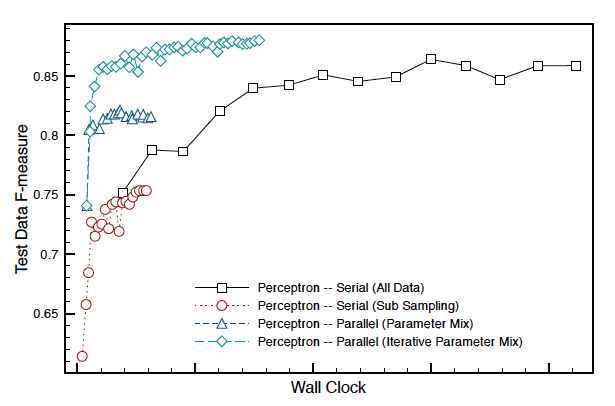 0.85
0.8
0.75
0.7
0.65
Test Data F-measure
Perceptron -- Serial (All Data)
Perceptron -- Serial (Sub Sampling)
Perceptron -- Parallel (Parameter Mix)
Perceptron -- Parallel (Iterative Parameter Mix)
Wall Clock